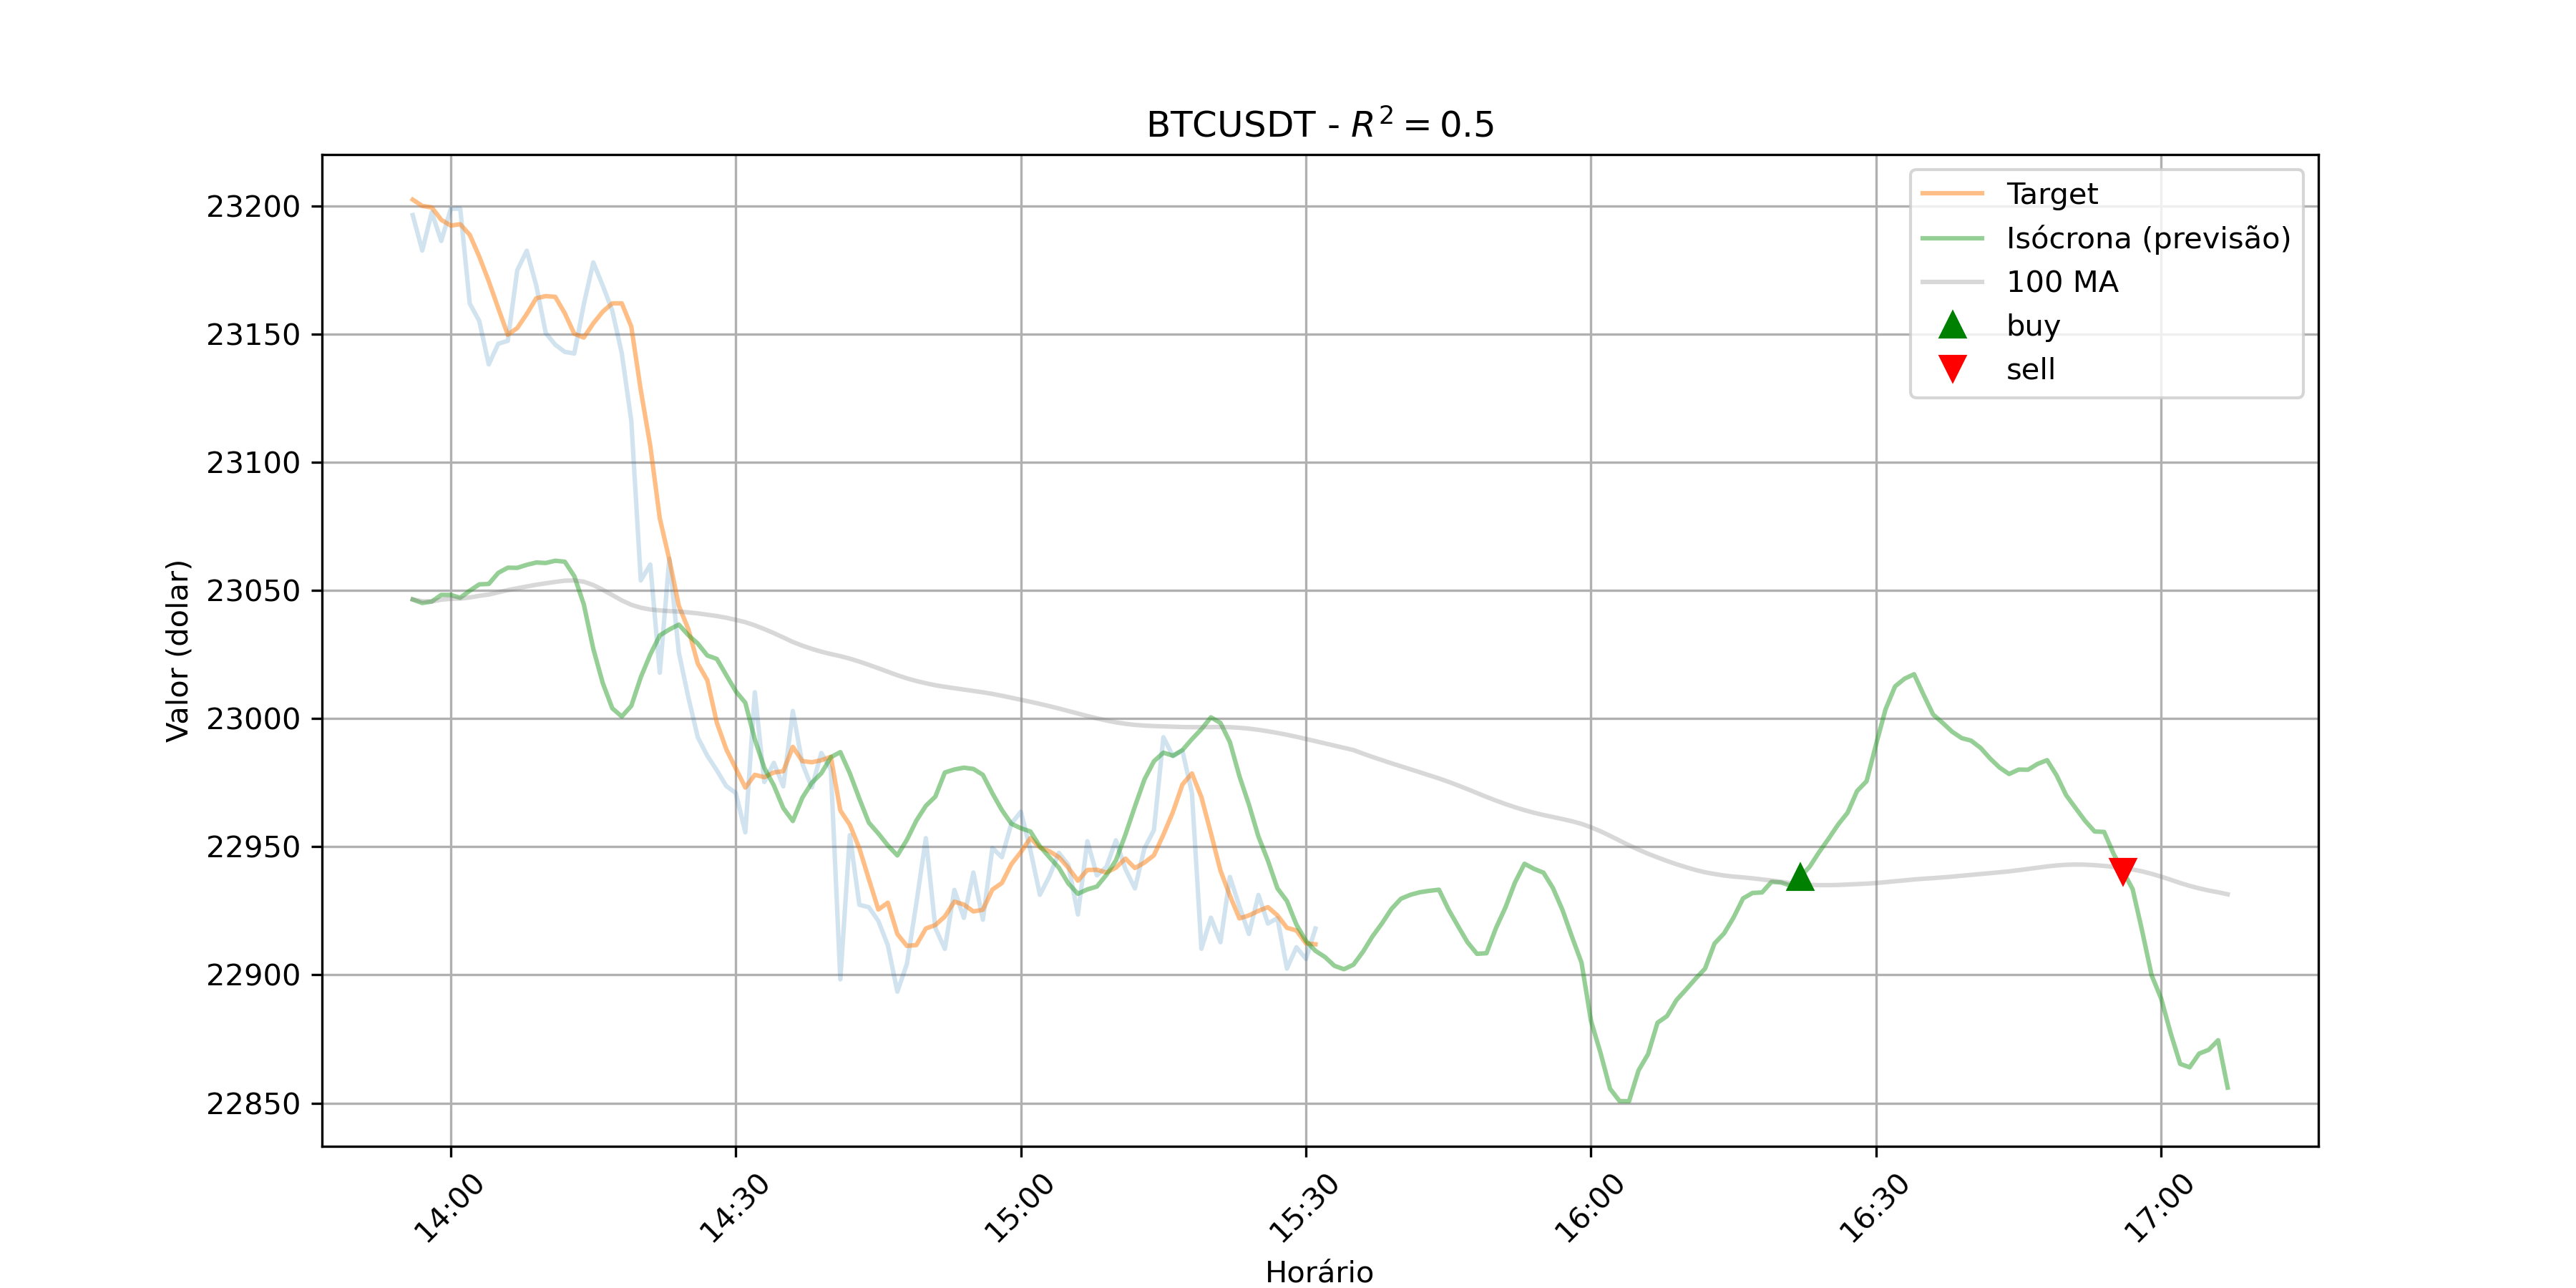 BTCUSDT - R² = 0.5
Valor (dolar)
23200
23150
23100
23050
23000
22950
22900
22850
Target
Isócrona (previsão)
100 MA
buy
sell
14:00
14:30
15:00
15:30
16:00
16:30
17:00
Horário